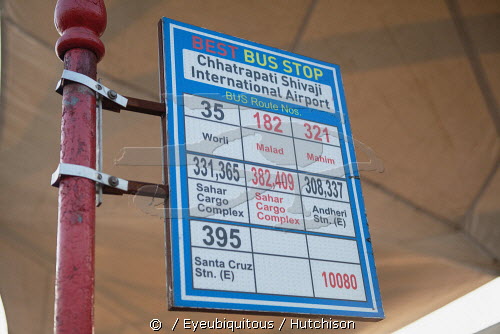 BEST BUS STOP
Chhatrapati Shivaji
International Airport
BUS Route Nos.
35 182 321
Worli Malad Mahim
331,365 382,409 308,337
Sahar Sahar Andheri
Cargo Cargo Stn. (E)
Complex Complex
395
Santa Cruz
Stn. (E)
10080
© / Eyeubiquitous / Hutchison